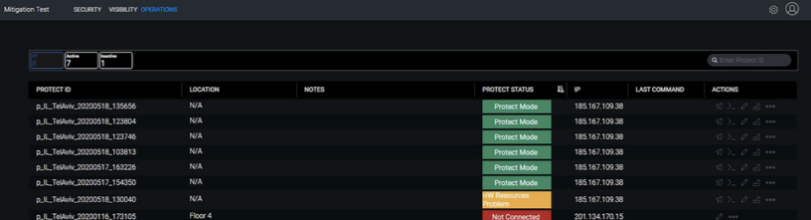 Mitigation Test SECURITY VISIBILITY OPERATIONS
All Active Inactive
8 7 1
Enter Protect ID
PROTECT ID LOCATION NOTES PROTECT STATUS IP LAST COMMAND ACTIONS
p_IL_TelAviv_20200518_135656 N/A Protect Mode 185.167.109.38
p_IL_TelAviv_20200518_123804 N/A Protect Mode 185.167.109.38
p_IL_TelAviv_20200518_123746 N/A Protect Mode 185.167.109.38
p_IL_TelAviv_20200518_103813 N/A Protect Mode 185.167.109.38
p_IL_TelAviv_20200517_163226 N/A Protect Mode 185.167.109.38
p_IL_TelAviv_20200517_154350 N/A Protect Mode 185.167.109.38
p_IL_TelAviv_20200518_130040 N/A HW Resources Problem 185.167.109.38
p_IL_TelAviv_20200116_173105 Floor 4 Not Connected 201.134.170.15